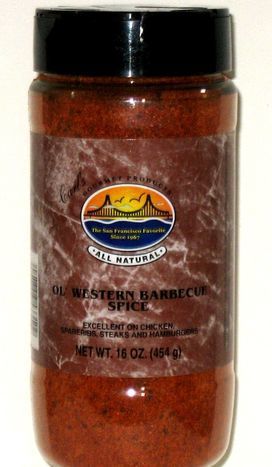 Carl's
GOURMET PRODUCTS
The San Francisco Favorite
Since 1967
• ALL NATURAL •
OL' WESTERN BARBECUE
SPICE
EXCELLENT ON CHICKEN,
SPARERIBS, STEAKS AND HAMBURGERS
NET WT. 16 OZ. (454 g)